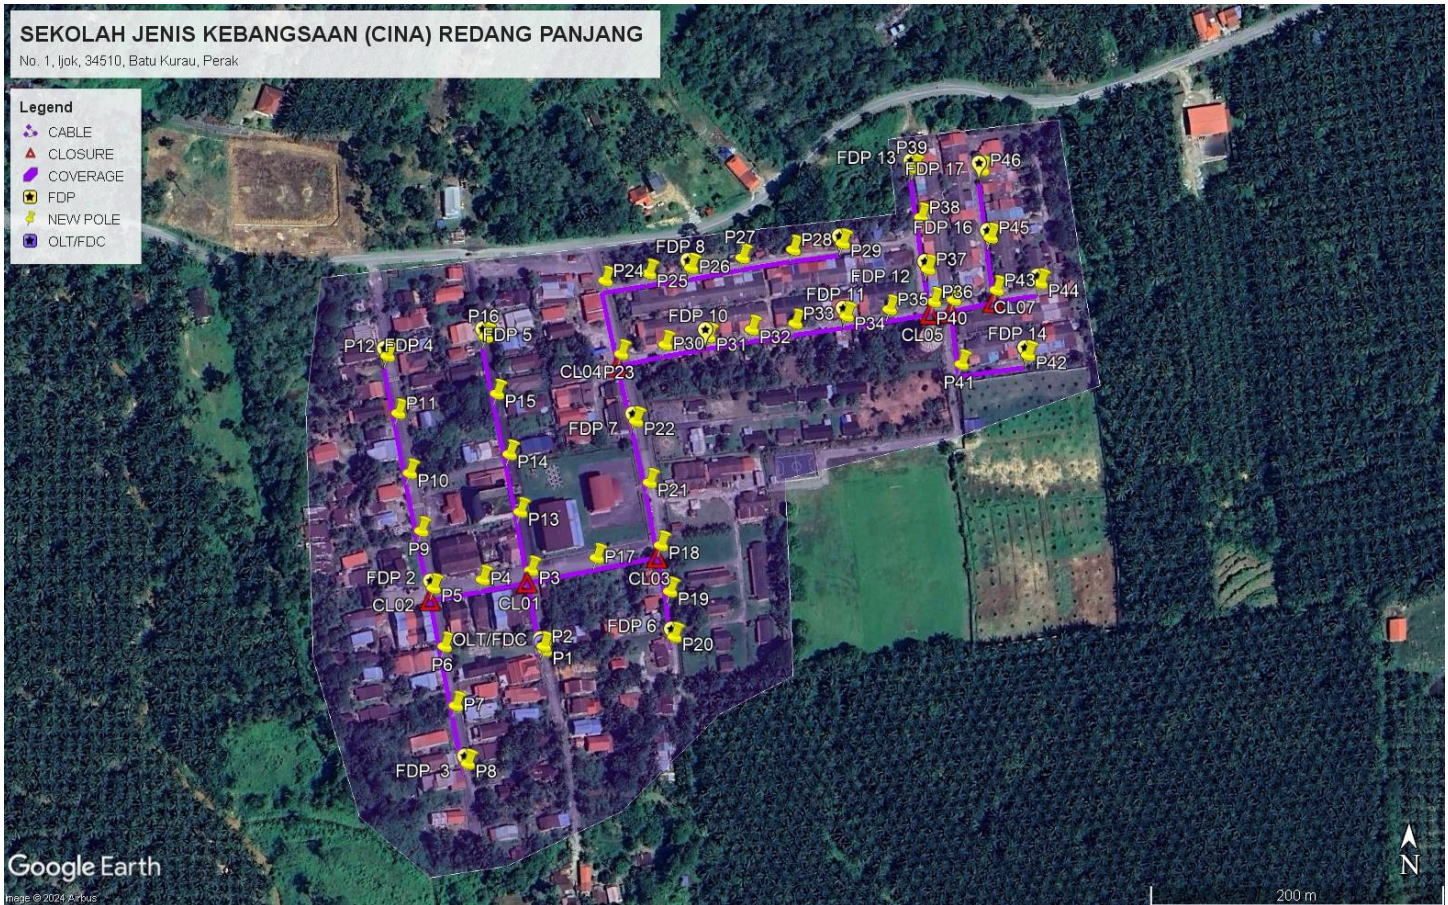 SEKOLAH JENIS KEBANGSAAN (CINA) REDANG PANJANG
No. 1, Ijok, 34510, Batu Kurau, Perak
Legend
CABLE
CLOSURE
COVERAGE
FDP
NEW POLE
OLT/FDC
P39
FDP 13
FDP 17
P46
P38
FDP 16
P45
P27
P28
P29
FDP 8
P26
P24
P25
FDP 12
P37
P43
P44
FDP 11
P35
P36
P40
CL07
CL05
P16
FDP 5
FDP 10
P33
P34
P30
P31
P32
FDP 14
P42
P41
P12
FDP 4
CL04
P23
P15
P11
FDP 7
P22
P14
P10
P21
P13
P9
P17
P18
CL03
FDP 2
P4
P3
P5
CL02
CL01
P19
FDP 6
P20
OLT/FDC
P2
P1
P6
P7
FDP 3
P8
Google Earth
Image © 2024 Airbus
N
200 m